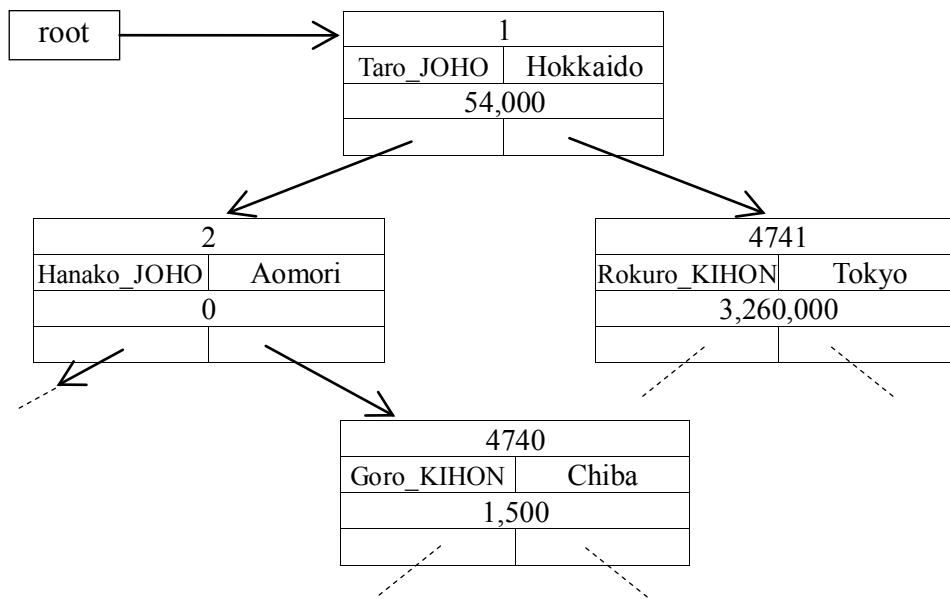 root
1
Taro_JOHO Hokkaido
54,000
2
Hanako_JOHO Aomori
0
4741
Rokuro_KIHON Tokyo
3,260,000
4740
Goro_KIHON Chiba
1,500